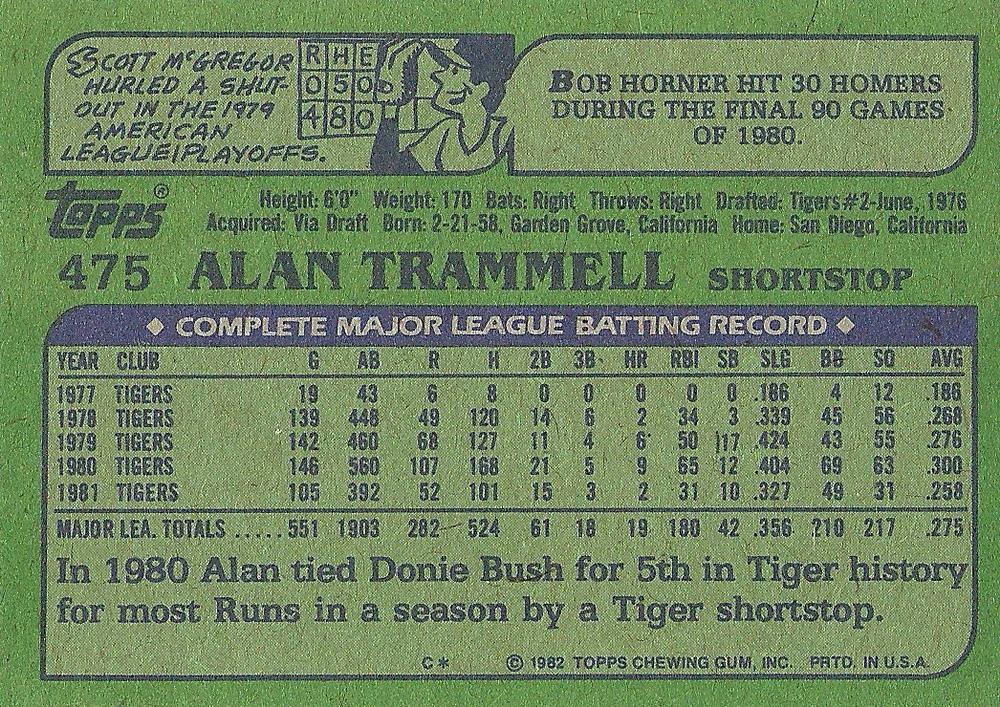 SCOTT McGREGOR
HURLED A SHUT-
OUT IN THE 1979
AMERICAN
LEAGUE PLAYOFFS.
R H E
0 5 0
4 8 0
BOB HORNER HIT 30 HOMERS
DURING THE FINAL 90 GAMES
OF 1980.
TOPPS®
Height: 6'0" Weight: 170 Bats: Right Throws: Right Drafted: Tigers #2-June, 1976
Acquired: Via Draft Born: 2-21-58, Garden Grove, California Home: San Diego, California
475 ALAN TRAMMELL SHORTSTOP
◆ COMPLETE MAJOR LEAGUE BATTING RECORD ◆
YEAR CLUB G AB R H 2B 3B HR RBI SB SLG BB SO AVG
1977 TIGERS 19 43 6 8 0 0 0 0 0 .186 4 12 .186
1978 TIGERS 139 448 49 120 14 6 2 34 3 .339 45 56 .268
1979 TIGERS 142 460 68 127 11 4 6 50 17 .424 43 55 .276
1980 TIGERS 146 560 107 168 21 5 9 65 12 .404 69 63 .300
1981 TIGERS 105 392 52 101 15 3 2 31 10 .327 49 31 .258
MAJOR LEA. TOTALS ..... 551 1903 282 524 61 18 19 180 42 .356 210 217 .275
In 1980 Alan tied Donie Bush for 5th in Tiger history
for most Runs in a season by a Tiger shortstop.
C* © 1982 TOPPS CHEWING GUM, INC. PRTD. IN U.S.A.